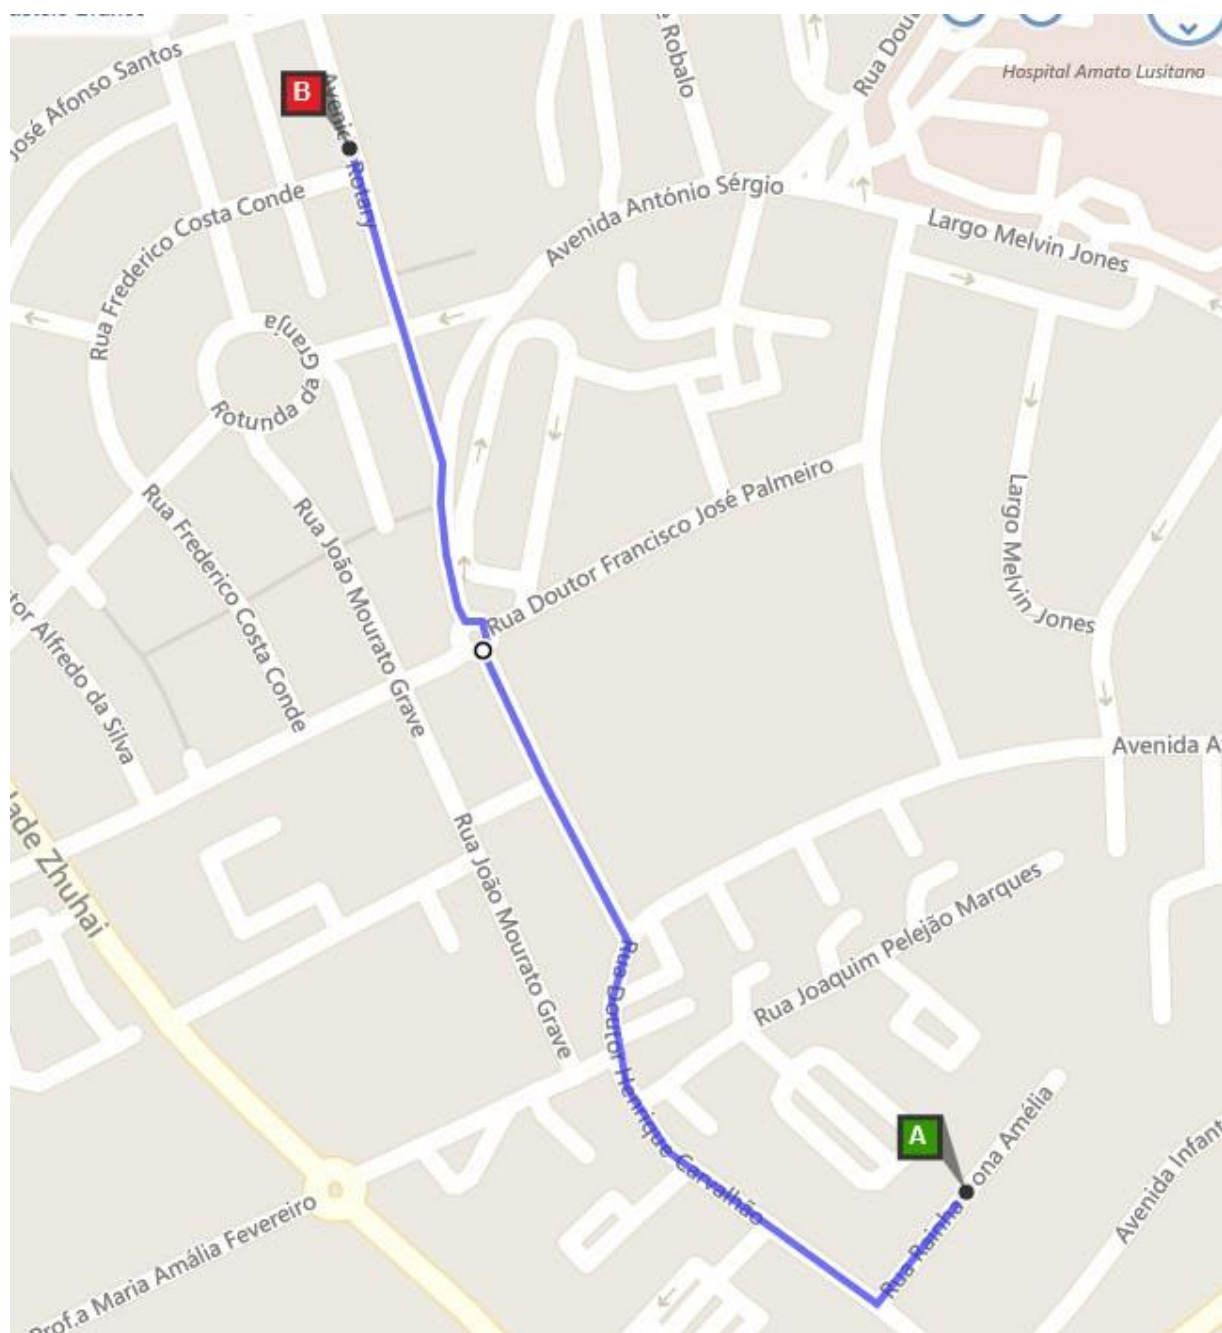 B
José Afonso Santos
Rotary
Robalo
Rua Dou
Hospital Amato Lusitano
Rua Frederico Costa Conde
Avenida António Sérgio
Largo Melvin Jones
Rotunda da Granja
Rua Frederico Costa Conde
Rua João Mourato Grave
Rua Doutor Francisco José Palmeiro
Largo Melvin Jones
tor Alfredo da Silva
Avenida A
ade Zhuhai
Rua João Mourato Grave
Rua Joaquim Pelejão Marques
Rua Doutor Henrique Carvalhão
A
Rua Rainha
ona Amélia
Avenida Infant
Prof.a Maria Amália Fevereiro